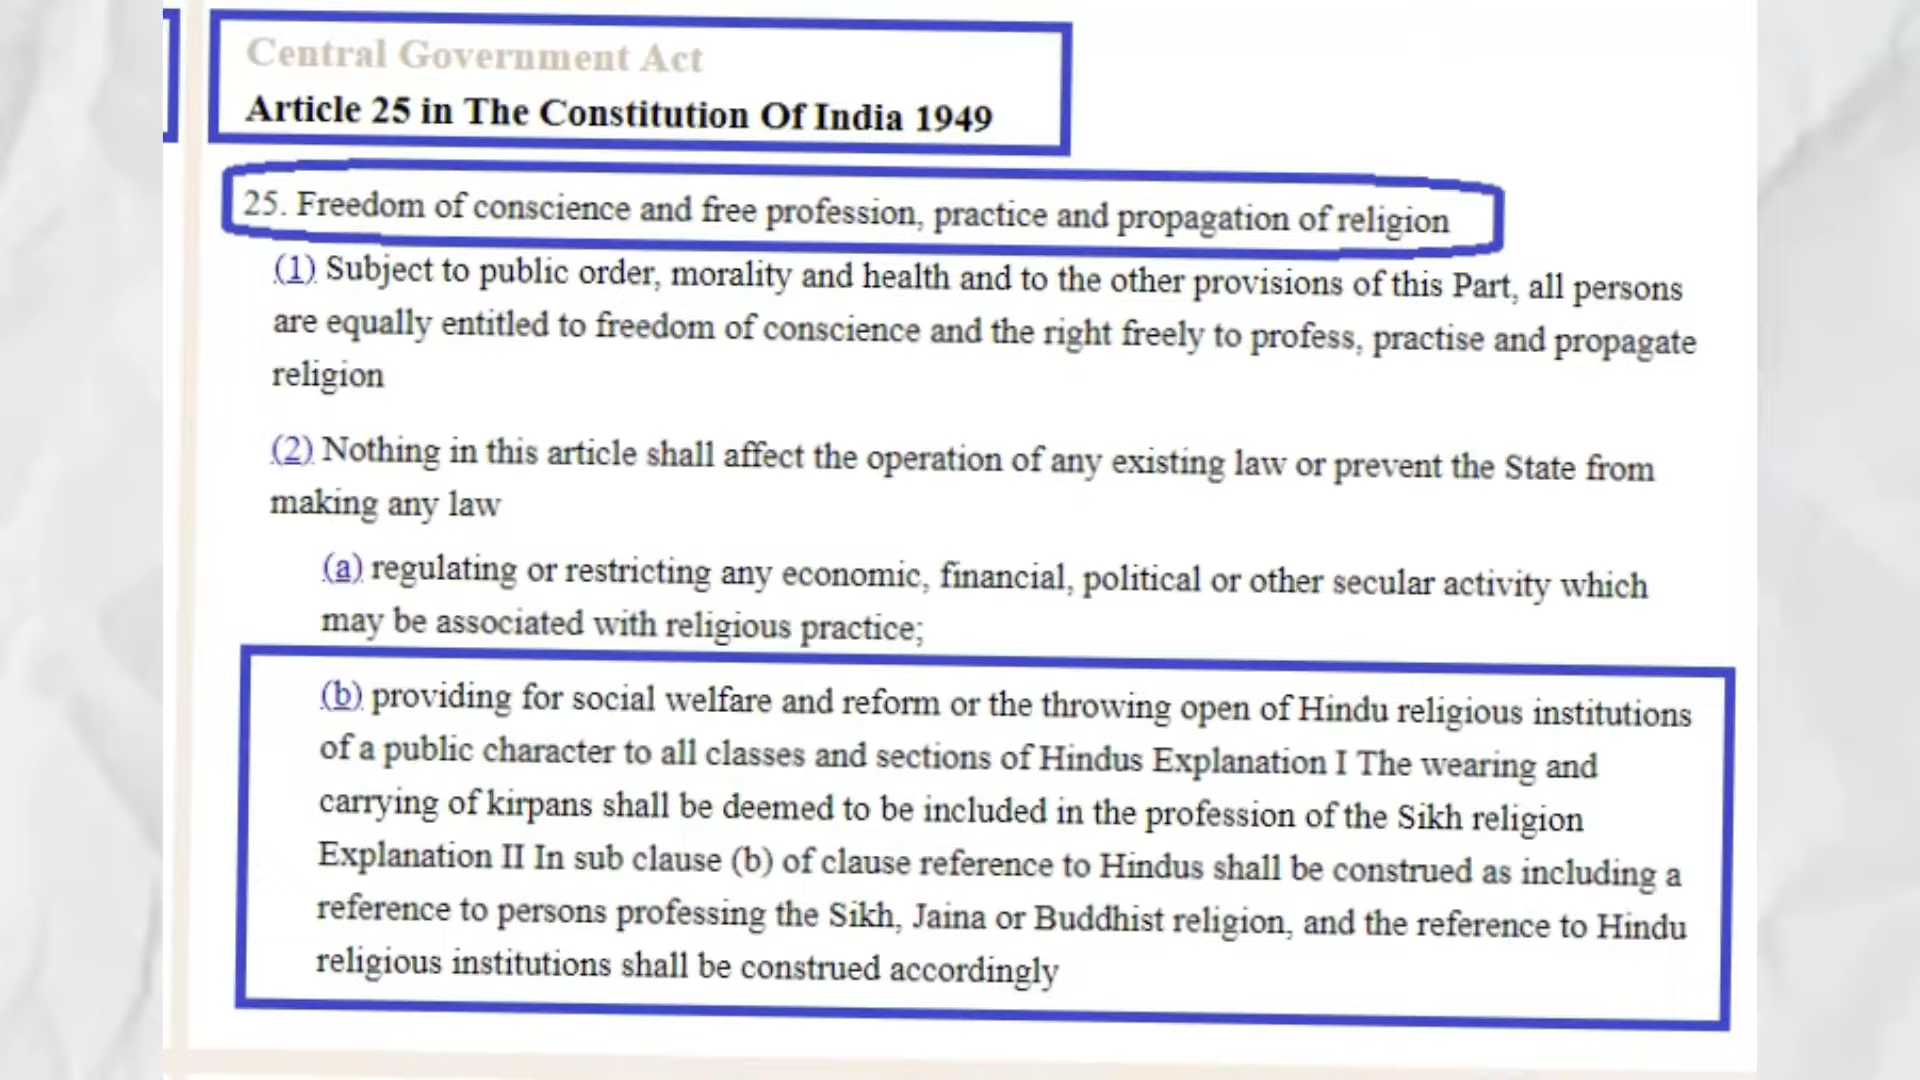 Central Government Act
Article 25 in The Constitution Of India 1949
25. Freedom of conscience and free profession, practice and propagation of religion
(1) Subject to public order, morality and health and to the other provisions of this Part, all persons
are equally entitled to freedom of conscience and the right freely to profess, practise and propagate
religion
(2) Nothing in this article shall affect the operation of any existing law or prevent the State from
making any law
(a) regulating or restricting any economic, financial, political or other secular activity which
may be associated with religious practice;
(b) providing for social welfare and reform or the throwing open of Hindu religious institutions
of a public character to all classes and sections of Hindus Explanation I The wearing and
carrying of kirpans shall be deemed to be included in the profession of the Sikh religion
Explanation II In sub clause (b) of clause reference to Hindus shall be construed as including a
reference to persons professing the Sikh, Jaina or Buddhist religion, and the reference to Hindu
religious institutions shall be construed accordingly